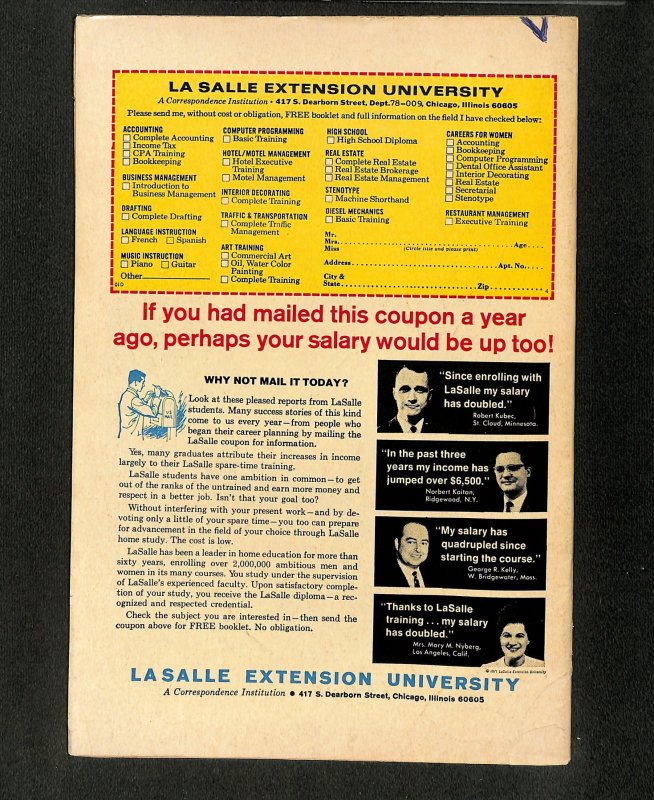 LA SALLE EXTENSION UNIVERSITY
A Correspondence Institution • 417 S. Dearborn Street, Dept. 78-009, Chicago, Illinois 60605
Please send me, without cost or obligation, FREE booklet and full information on the field I have checked below:
ACCOUNTING
Complete Accounting
Income Tax
CPA Training
Bookkeeping
BUSINESS MANAGEMENT
Introduction to
Business Management
DRAFTING
Complete Drafting
LANGUAGE INSTRUCTION
French Spanish
MUSIC INSTRUCTION
Piano Guitar
Other
010
COMPUTER PROGRAMMING
Basic Training
HOTEL/MOTEL MANAGEMENT
Hotel Executive
Training
Motel Management
INTERIOR DECORATING
Complete Training
TRAFFIC & TRANSPORTATION
Complete Traffic
Management
ART TRAINING
Commercial Art
Oil, Water Color
Painting
Complete Training
HIGH SCHOOL
High School Diploma
REAL ESTATE
Complete Real Estate
Real Estate Brokerage
Real Estate Management
STENOTYPE
Machine Shorthand
DIESEL MECHANICS
Basic Training
CAREERS FOR WOMEN
Accounting
Bookkeeping
Computer Programming
Dental Office Assistant
Interior Decorating
Real Estate
Secretarial
Stenotype
RESTAURANT MANAGEMENT
Executive Training
Mr.
Mrs. Age
Miss (Circle title and please print)
Address Apt. No.
City &
State Zip
4
If you had mailed this coupon a year
ago, perhaps your salary would be up too!
WHY NOT MAIL IT TODAY?
U.S.
MAIL
Look at these pleased reports from LaSalle
students. Many success stories of this kind
come to us every year—from people who
began their career planning by mailing the
LaSalle coupon for information.
Yes, many graduates attribute their increases in income
largely to their LaSalle spare-time training.
LaSalle students have one ambition in common—to get
out of the ranks of the untrained and earn more money and
respect in a better job. Isn't that your goal too?
Without interfering with your present work—and by de-
voting only a little of your spare time—you too can prepare
for advancement in the field of your choice through LaSalle
home study. The cost is low.
LaSalle has been a leader in home education for more than
sixty years, enrolling over 2,000,000 ambitious men and
women in its many courses. You study under the supervision
of LaSalle's experienced faculty. Upon satisfactory comple-
tion of your study, you receive the LaSalle diploma—a rec-
ognized and respected credential.
Check the subject you are interested in—then send the
coupon above for FREE booklet. No obligation.
"Since enrolling with
LaSalle my salary
has doubled."
Robert Kubec,
St. Cloud, Minnesota.
"In the past three
years my income has
jumped over $6,500."
Norbert Kaitan,
Ridgewood, N.Y.
"My salary has
quadrupled since
starting the course."
George R. Kelly,
W. Bridgewater, Mass.
"Thanks to LaSalle
training . . . my salary
has doubled."
Mrs. Mary M. Nyberg,
Los Angeles, Calif.
© 1971 LaSalle Extension University
LA SALLE EXTENSION UNIVERSITY
A Correspondence Institution • 417 S. Dearborn Street, Chicago, Illinois 60605